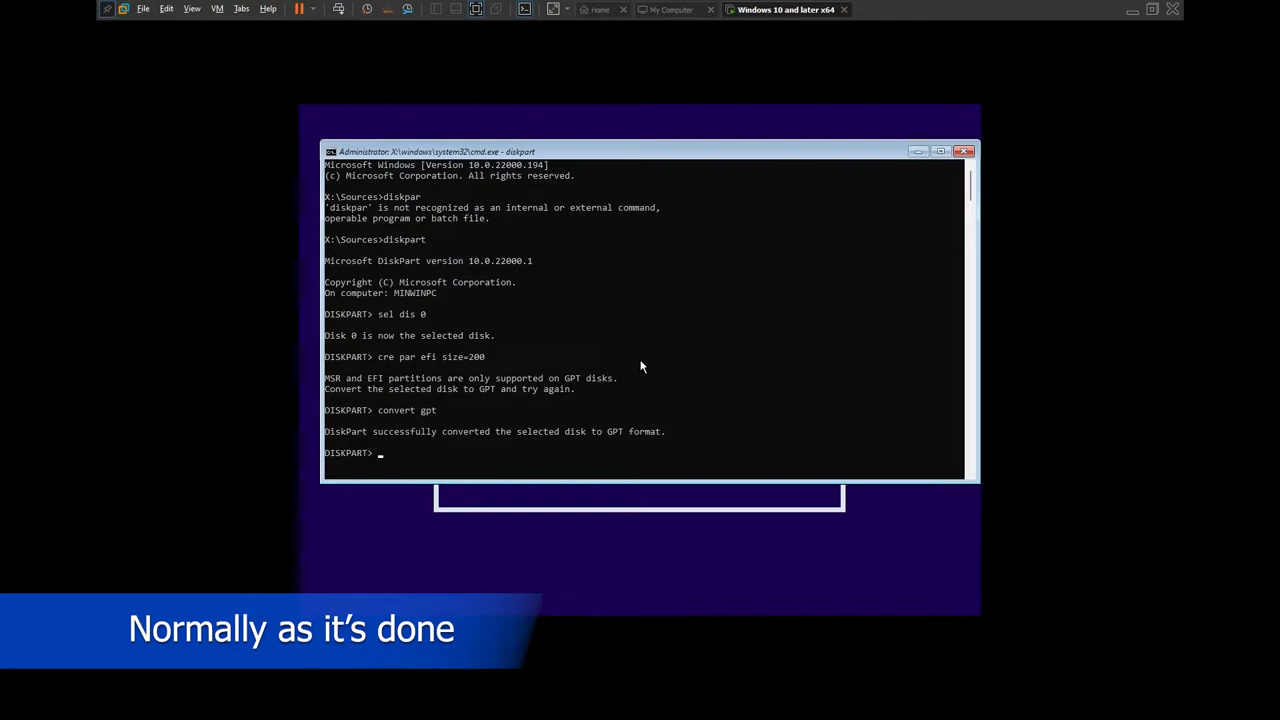 File Edit View VM Tabs Help Home My Computer Windows 10 and later x64
Administrator: X:\windows\system32\cmd.exe - diskpart
Microsoft Windows [Version 10.0.22000.194]
(c) Microsoft Corporation. All rights reserved.
X:\Sources>diskpar
'diskpar' is not recognized as an internal or external command,
operable program or batch file.
X:\Sources>diskpart
Microsoft DiskPart version 10.0.22000.1
Copyright (C) Microsoft Corporation.
On computer: MININPC
DISKPART> sel dis 0
Disk 0 is now the selected disk.
DISKPART> cre par efi size=200
MSR and EFI partitions are only supported on GPT disks.
Convert the selected disk to GPT and try again.
DISKPART> convert gpt
DiskPart successfully converted the selected disk to GPT format.
DISKPART> _
Normally as it's done